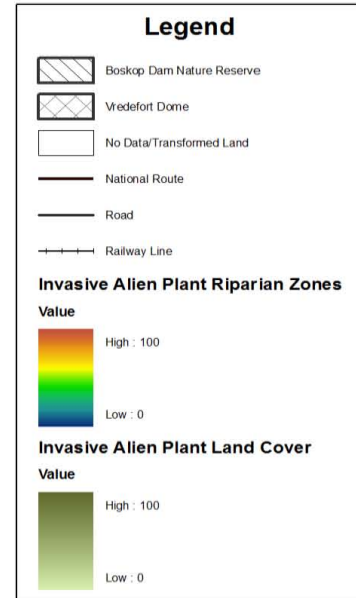 Legend
Boskop Dam Nature Reserve
Vredefort Dome
No Data/Transformed Land
National Route
Road
Railway Line
Invasive Alien Plant Riparian Zones
Value
High : 100
Low : 0
Invasive Alien Plant Land Cover
Value
High : 100
Low : 0